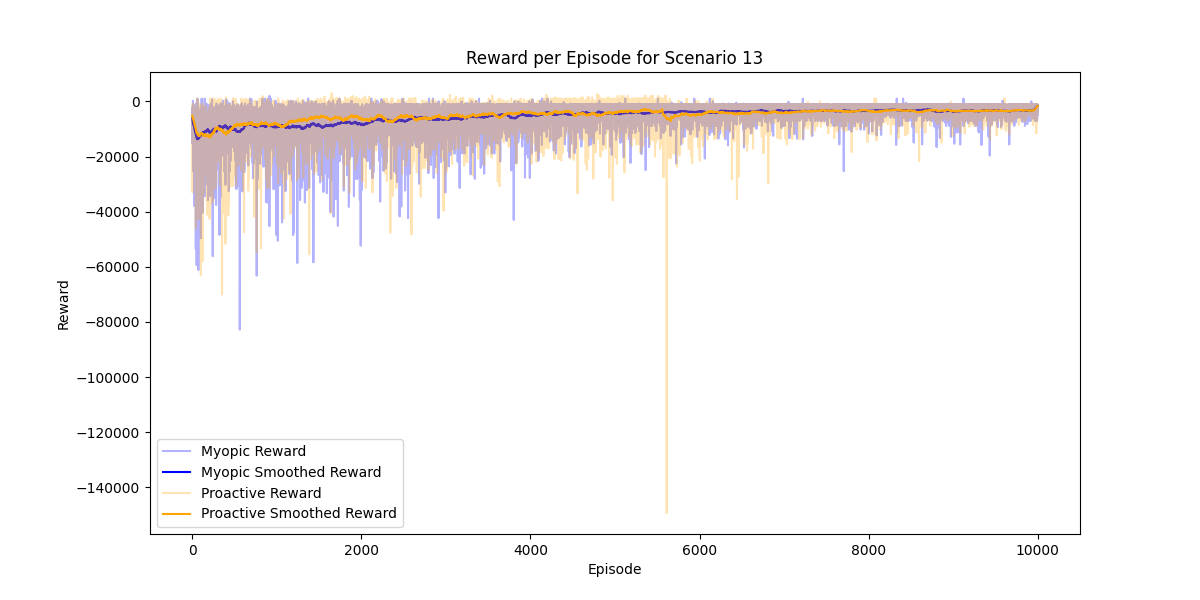 Reward per Episode for Scenario 13
0
−20000
−40000
−60000
−80000
−100000
−120000
−140000
Reward
Myopic Reward
Myopic Smoothed Reward
Proactive Reward
Proactive Smoothed Reward
0 2000 4000 6000 8000 10000
Episode